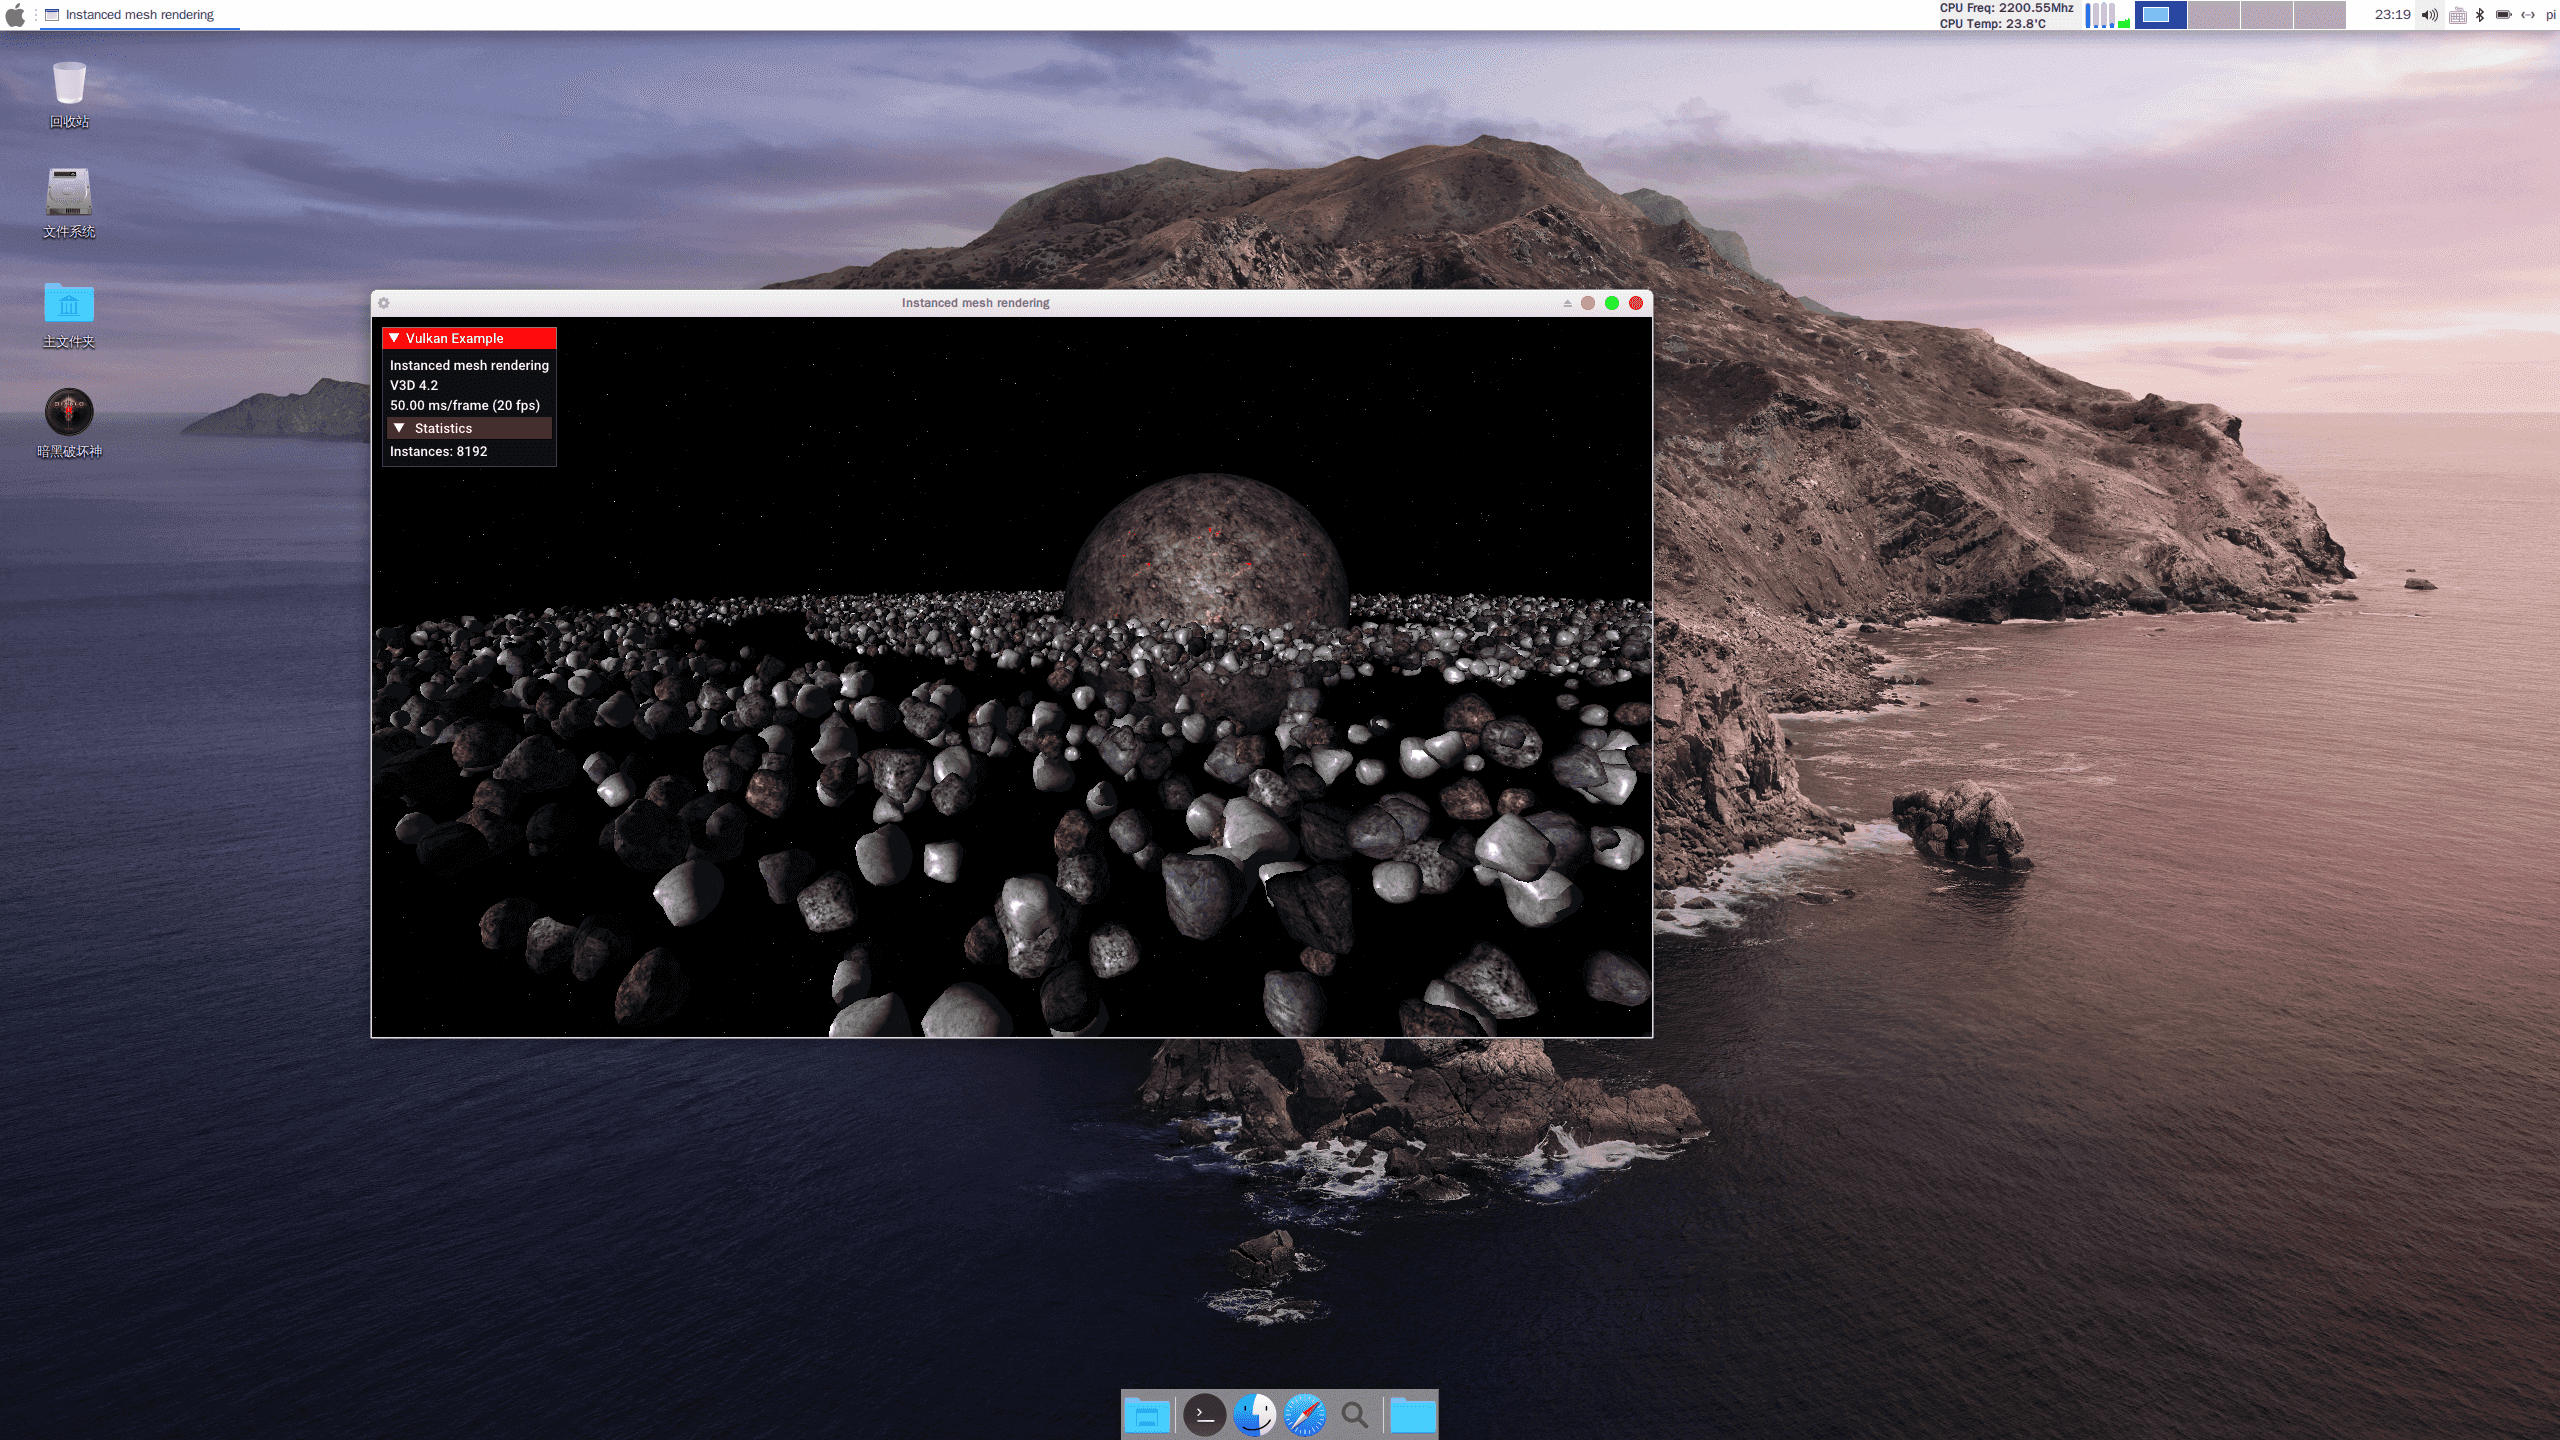 Instanced mesh rendering
CPU Freq: 2200.55Mhz
CPU Temp: 23.8'C
23:19
pi
回收站
文件系统
主文件夹
暗黑破坏神
Instanced mesh rendering
Vulkan Example
Instanced mesh rendering
V3D 4.2
50.00 ms/frame (20 fps)
Statistics
Instances: 8192